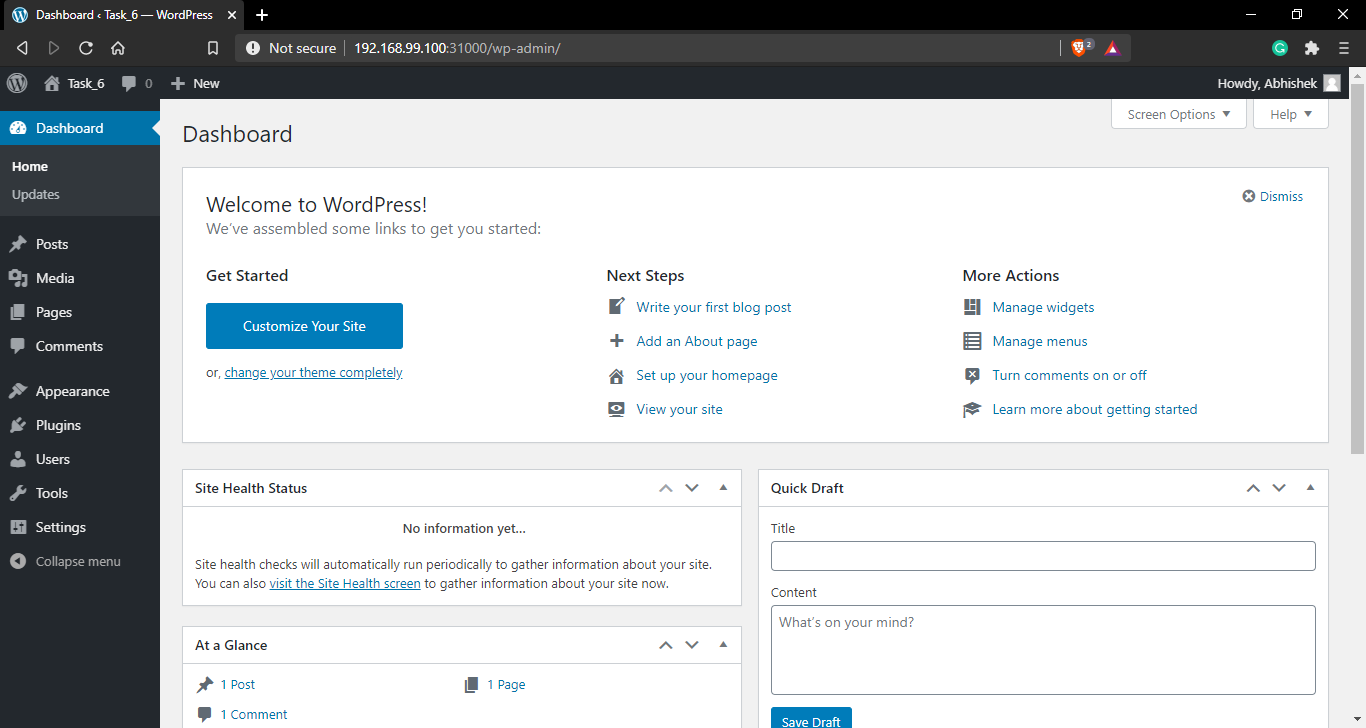 Dashboard ‹ Task_6 — WordPress
Not secure 192.168.99.100:31000/wp-admin/ 2 G
Task_6 0 New Howdy, Abhishek
Screen Options Help
Dashboard
Home
Updates
Posts
Media
Pages
Comments
Appearance
Plugins
Users
Tools
Settings
Collapse menu
Dashboard
Welcome to WordPress!
We've assembled some links to get you started:
Dismiss
Get Started
Customize Your Site
or, change your theme completely
Next Steps
Write your first blog post
Add an About page
Set up your homepage
View your site
More Actions
Manage widgets
Manage menus
Turn comments on or off
Learn more about getting started
Site Health Status
No information yet...
Site health checks will automatically run periodically to gather information about your site.
You can also visit the Site Health screen to gather information about your site now.
At a Glance
1 Post
1 Page
1 Comment
Quick Draft
Title
Content
What's on your mind?
Save Draft